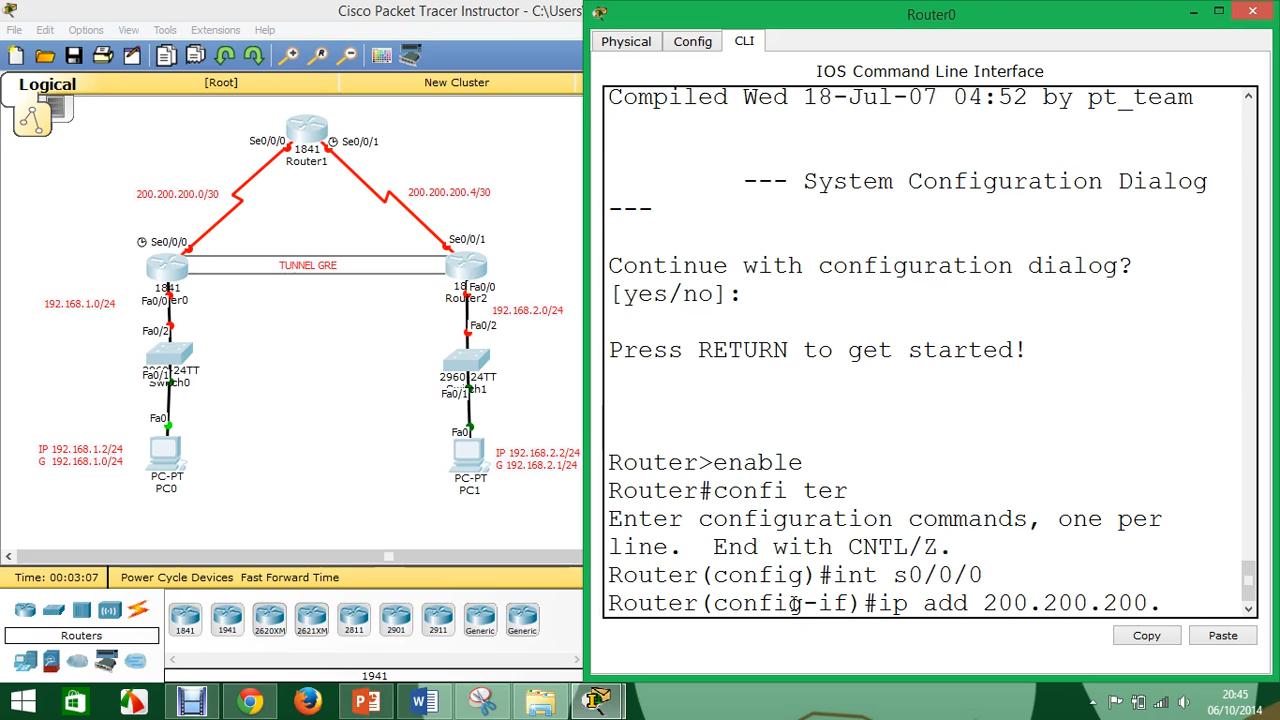 Cisco Packet Tracer Instructor - C:\Users
File Edit Options View Tools Extensions Help
Logical
[Root]
New Cluster
Se0/0/0
Se0/0/1
1841
Router1
200.200.200.0/30
200.200.200.4/30
Se0/0/0
Se0/0/1
TUNNEL GRE
1841
Fa0/0
192.168.1.0/24
Fa0/0
Router2
192.168.2.0/24
Fa0/2
Fa0/2
2960-24TT
Fa0/1
Switch0
2960-24TT
Switch1
Fa0/1
Fa0
Fa0
IP 192.168.1.2/24
G 192.168.1.0/24
IP 192.168.2.2/24
G 192.168.2.1/24
PC-PT
PC0
PC-PT
PC1
Time: 00:03:07
Power Cycle Devices Fast Forward Time
Routers
1841
1941
2620XM
2621XM
2811
2901
2911
Generic
Generic
1941
Router0
Physical
Config
CLI
IOS Command Line Interface
Compiled Wed 18-Jul-07 04:52 by pt_team
--- System Configuration Dialog
---
Continue with configuration dialog?
[yes/no]:
Press RETURN to get started!
Router>enable
Router#confi ter
Enter configuration commands, one per
line. End with CNTL/Z.
Router(config)#int s0/0/0
Router(config-if)#ip add 200.200.200.
Copy
Paste
20:45
06/10/2014